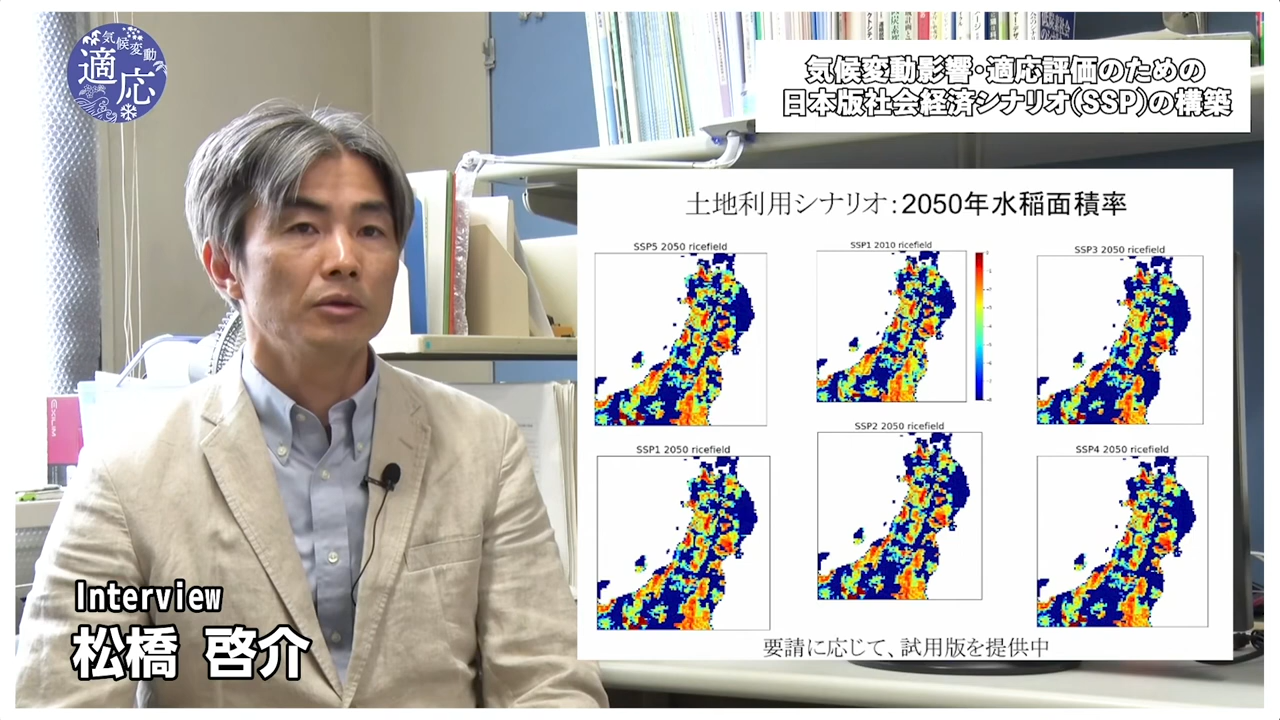 気候変動
適応
気候変動影響・適応評価のための
日本版社会経済シナリオ(SSP)の構築
土地利用シナリオ:2050年水稲面積率
SSP5 2050 ricefield
SSP1 2010 ricefield
SSP3 2050 ricefield
SSP1 2050 ricefield
SSP2 2050 ricefield
SSP4 2050 ricefield
要請に応じて、試用版を提供中
EXILIM
Interview
松橋 啓介